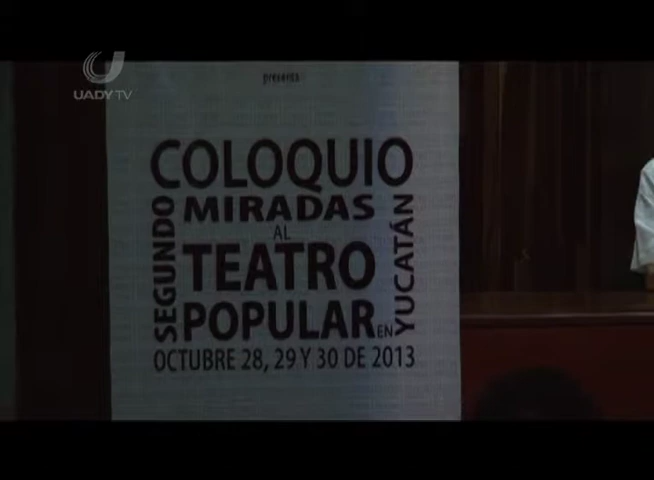 UADY TV
presenta
SEGUNDO
COLOQUIO
MIRADAS
AL
TEATRO
POPULAR
EN
YUCATÁN
OCTUBRE 28, 29 Y 30 DE 2013